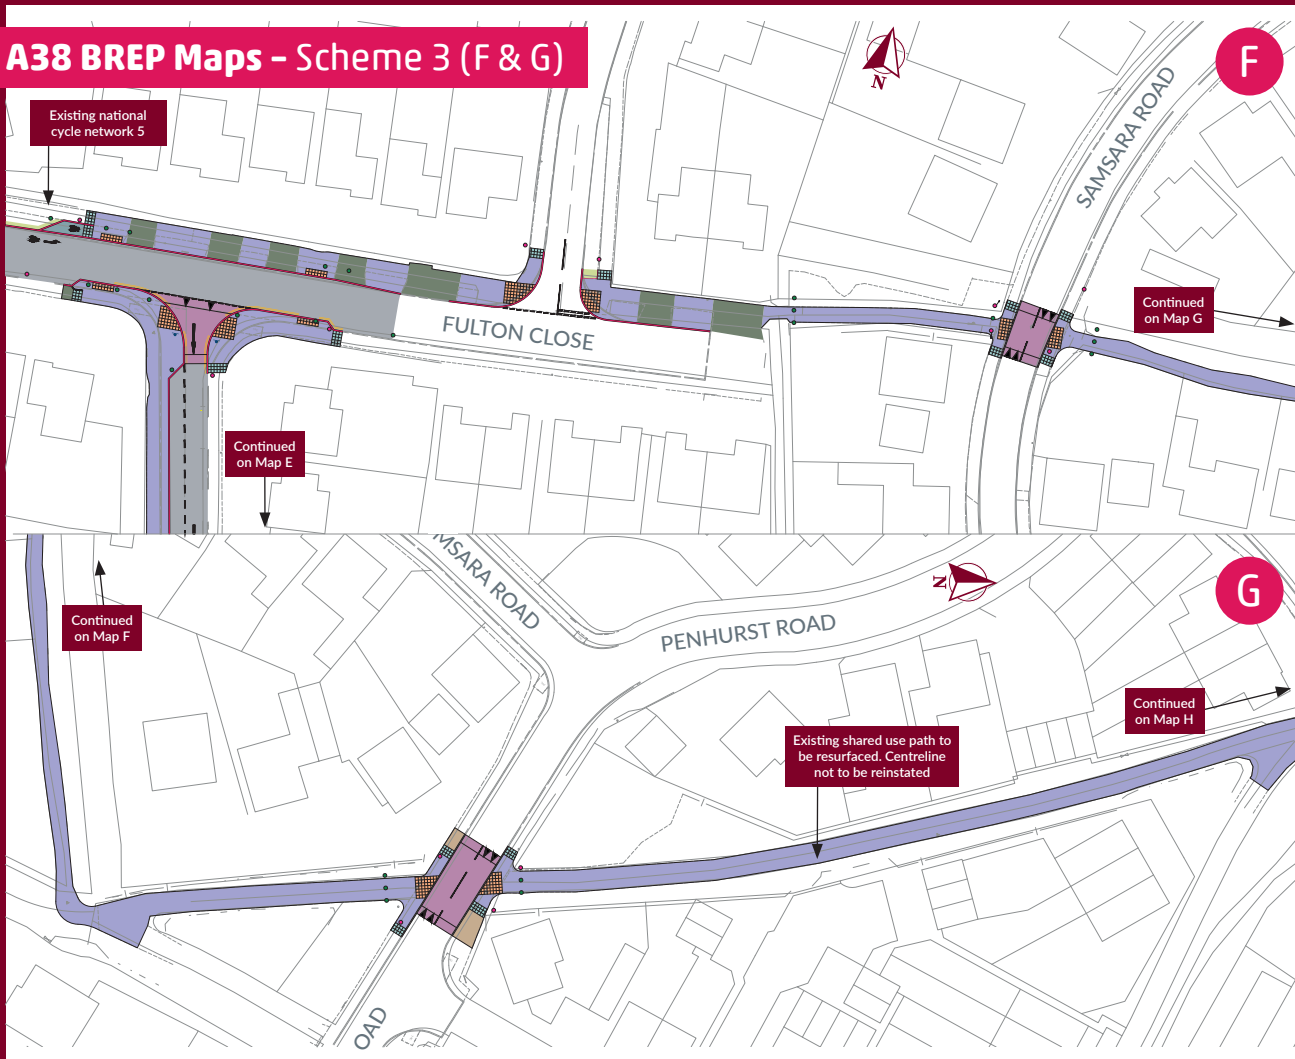 A38 BREP Maps – Scheme 3 (F & G)
F
N
Existing national
cycle network 5
SAMSARA ROAD
Continued
on Map G
FULTON CLOSE
Continued
on Map E
G
N
MSARA ROAD
PENHURST ROAD
Continued
on Map F
Continued
on Map H
Existing shared use path to
be resurfaced. Centreline
not to be reinstated
OAD